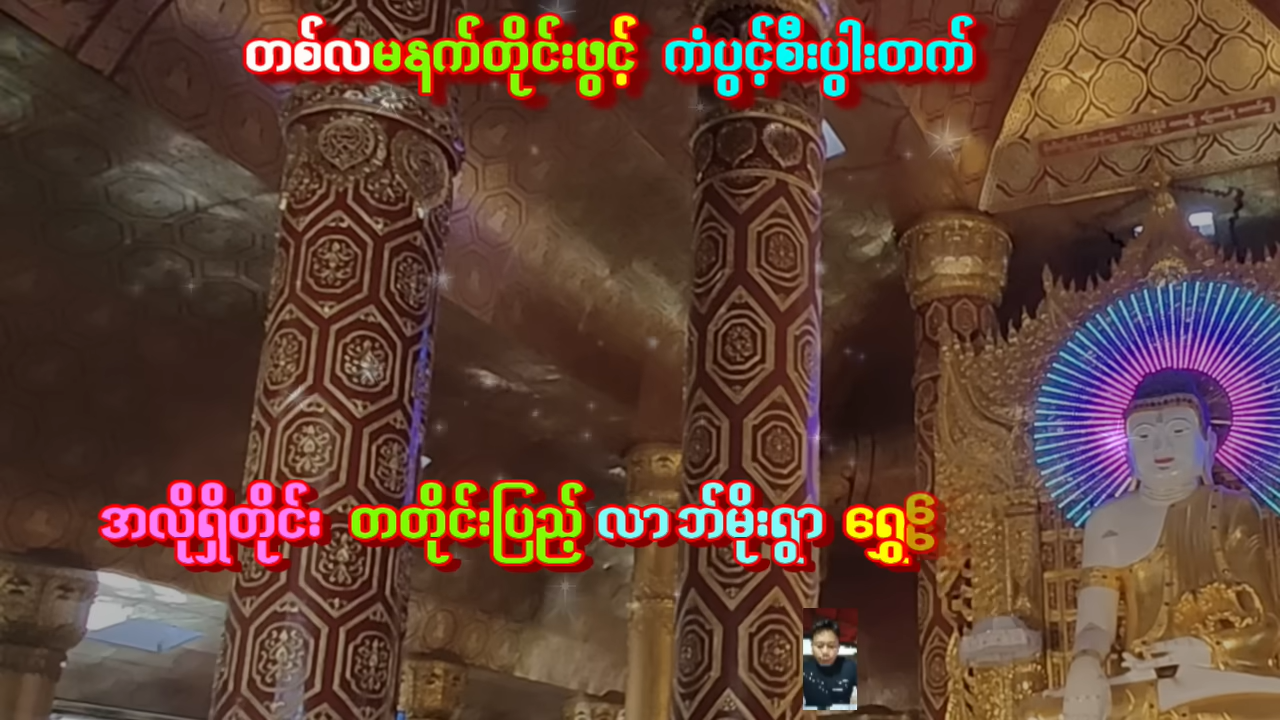 တစ်လမနက်တိုင်းဖွင့် ကံပွင့်စီးပွါးတက်
အလိုရှိတိုင်း တတိုင်းပြည့် လာဘ်မိုးရွာ ရွှေ